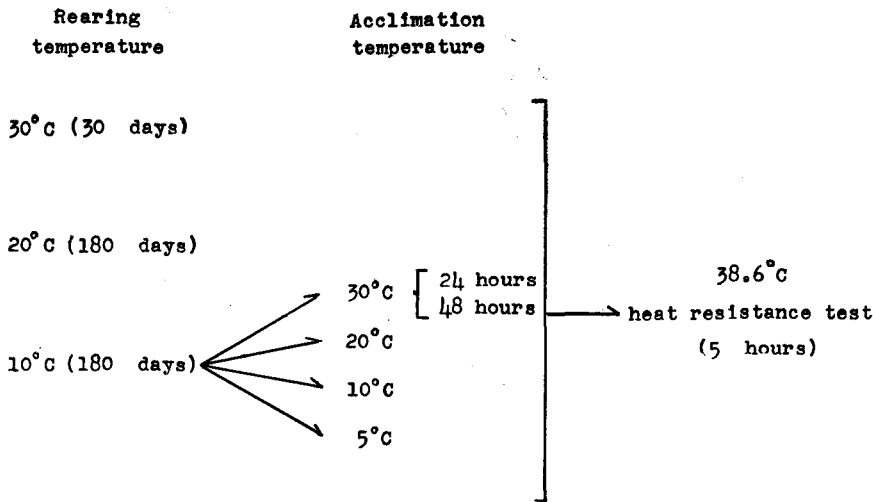 Rearing
temperature
Acclimation
temperature
30°C (30 days)
20°C (180 days)
10°C (180 days)
30°C
24 hours
48 hours
20°C
10°C
5°C
38.6°C
heat resistance test
(5 hours)